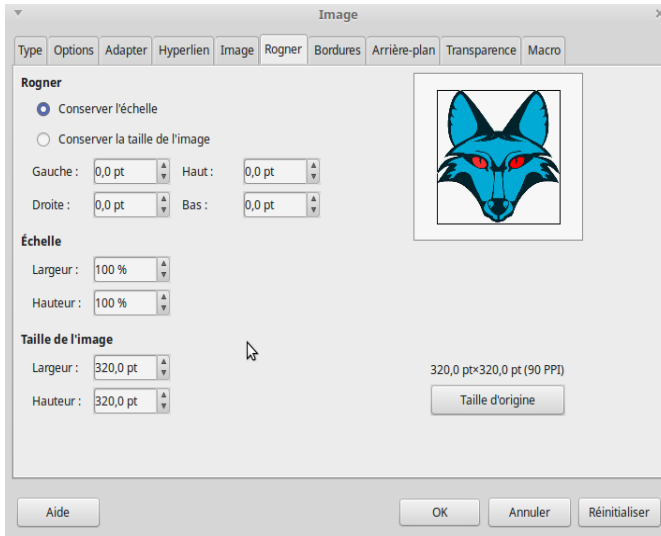 Image
Type Options Adapter Hyperlien Image Rogner Bordures Arrière-plan Transparence Macro
Rogner
Conserver l'échelle
Conserver la taille de l'image
Gauche : 0,0 pt Haut : 0,0 pt
Droite : 0,0 pt Bas : 0,0 pt
Échelle
Largeur : 100 %
Hauteur : 100 %
Taille de l'image
Largeur : 320,0 pt
320,0 pt×320,0 pt (90 PPI)
Hauteur : 320,0 pt
Taille d'origine
Aide OK Annuler Réinitialiser